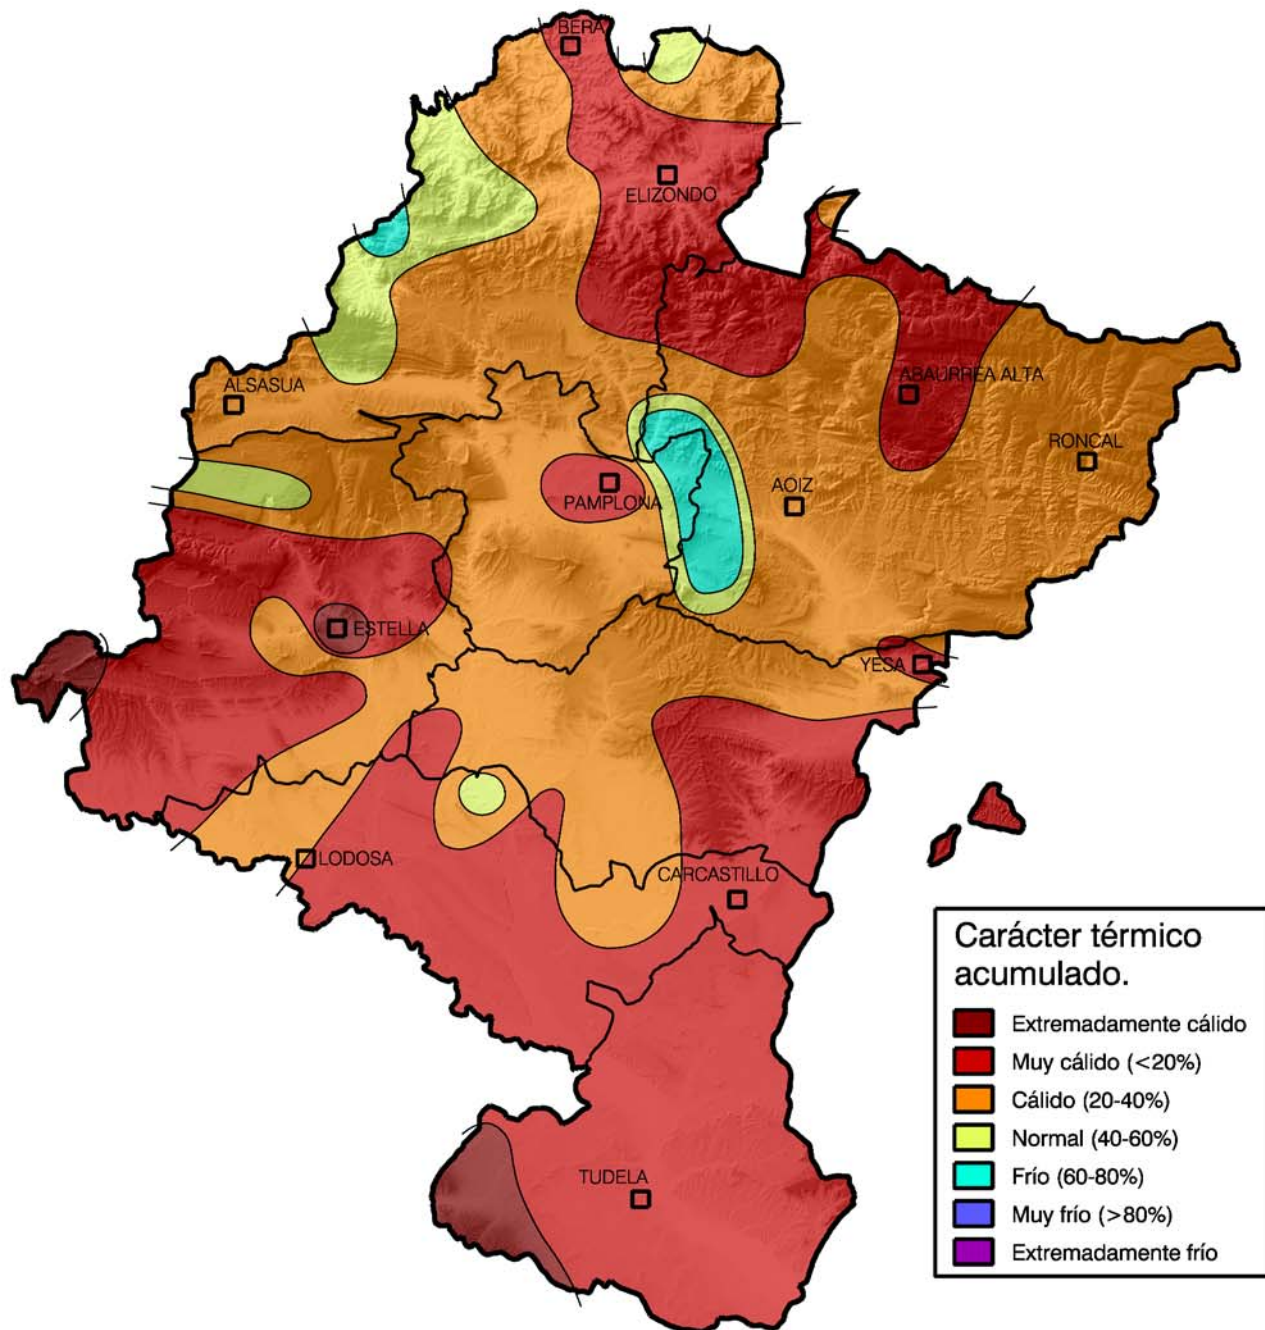 BERA
ELIZONDO
ALSASUA
ABAURREA ALTA
RONCAL
PAMPLONA
AOIZ
ESTELLA
YESA
LODOSA
CARCASTILLO
TUDELA
Carácter térmico
acumulado.
Extremadamente cálido
Muy cálido (<20%)
Cálido (20-40%)
Normal (40-60%)
Frío (60-80%)
Muy frío (>80%)
Extremadamente frío